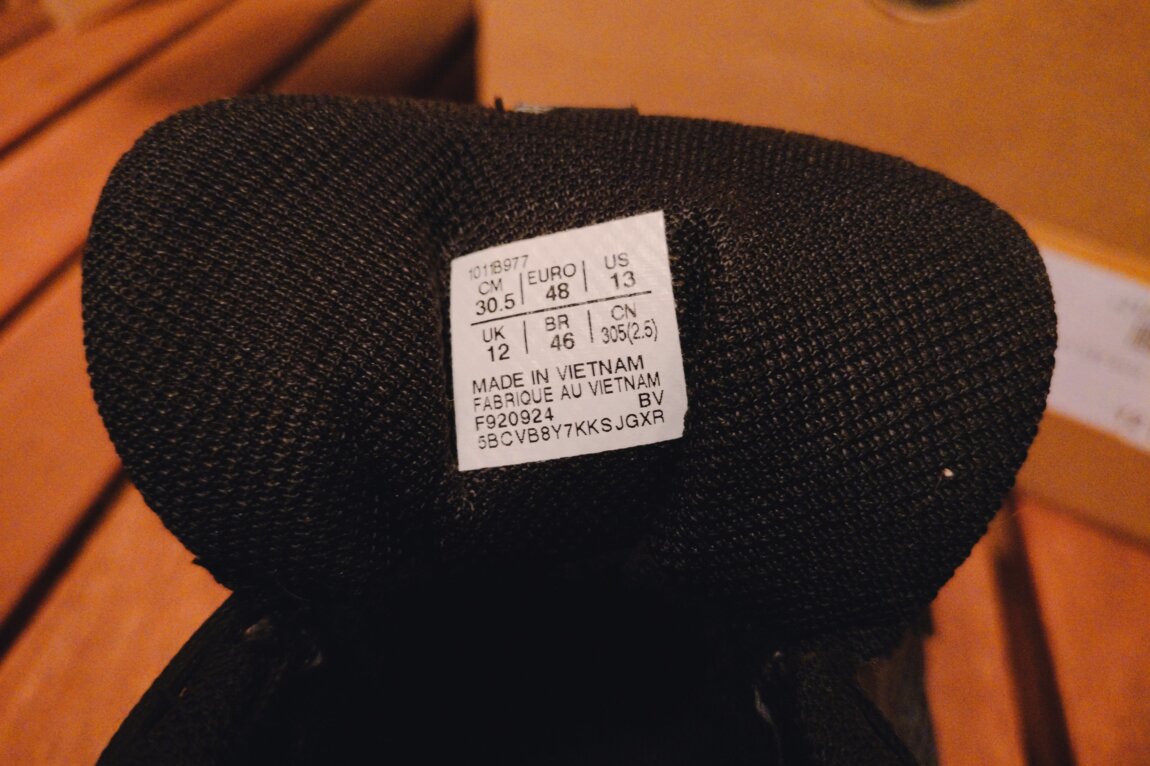 1011B977
CM EURO US
30.5 48 13
UK BR CN
12 46 305(2.5)
MADE IN VIETNAM
FABRIQUE AU VIETNAM
F920924 BV
5BCVB8Y7KKSJGXR